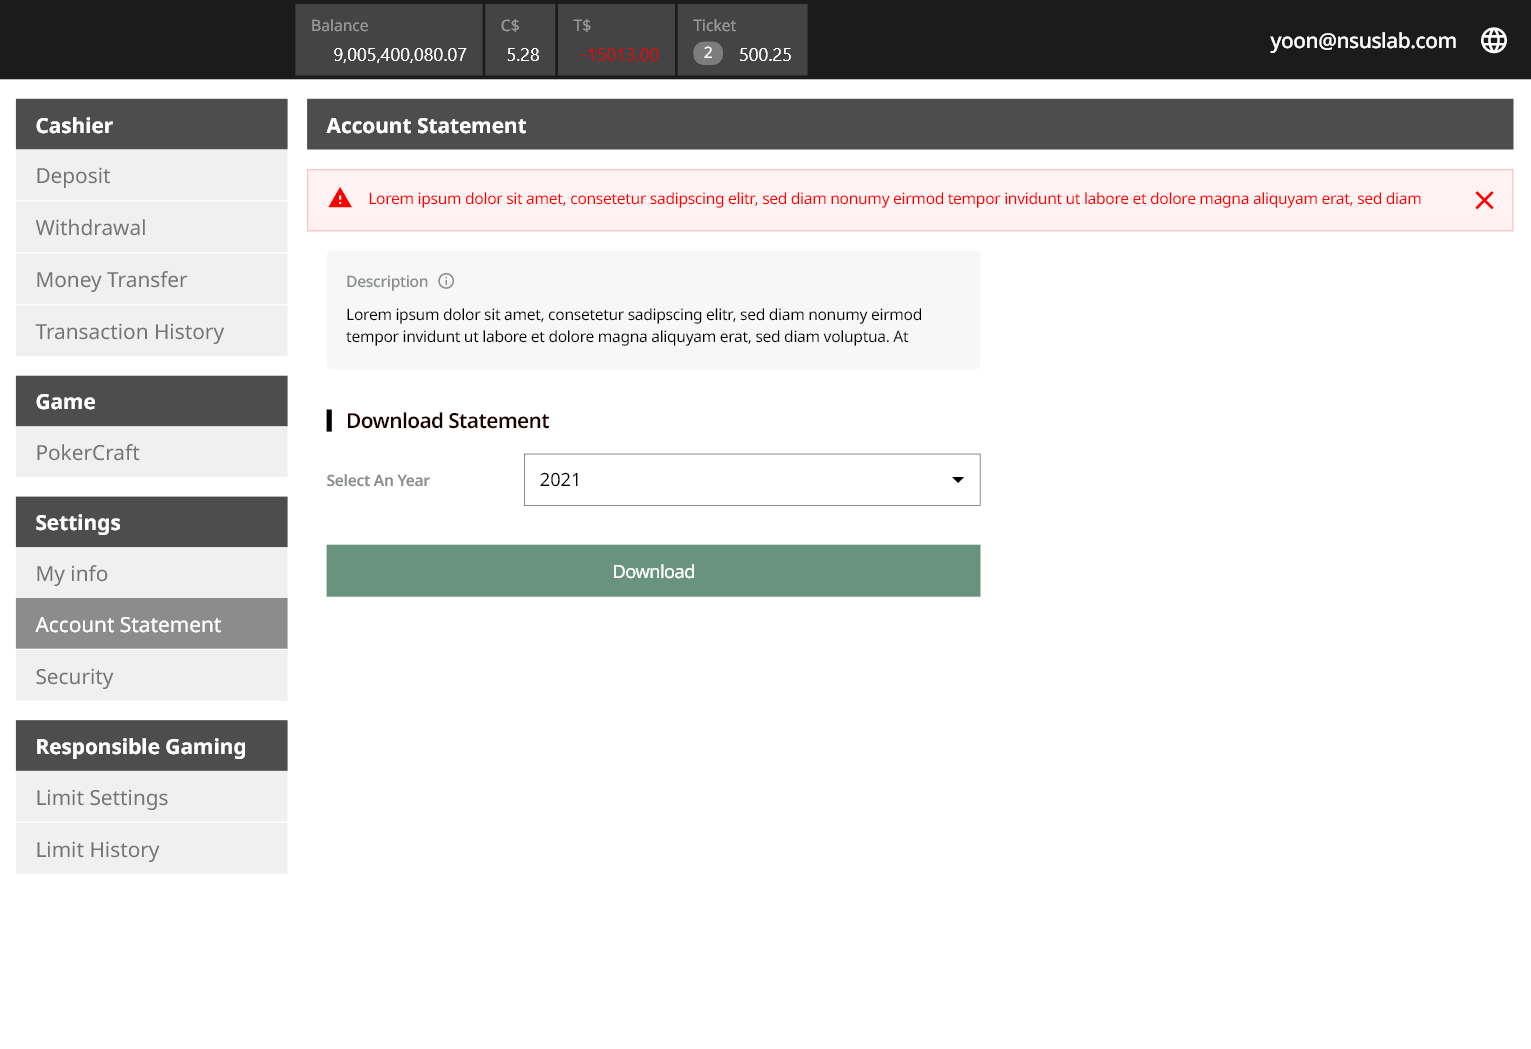 Balance
9,005,400,080.07
C$
5.28
T$
-15013.00
Ticket
2 500.25
yoon@nsuslab.com
Cashier
Deposit
Withdrawal
Money Transfer
Transaction History
Game
PokerCraft
Settings
My info
Account Statement
Security
Responsible Gaming
Limit Settings
Limit History
Account Statement
Lorem ipsum dolor sit amet, consetetur sadipscing elitr, sed diam nonumy eirmod tempor invidunt ut labore et dolore magna aliquyam erat, sed diam
Description
Lorem ipsum dolor sit amet, consetetur sadipscing elitr, sed diam nonumy eirmod
tempor invidunt ut labore et dolore magna aliquyam erat, sed diam voluptua. At
Download Statement
Select An Year
2021
Download